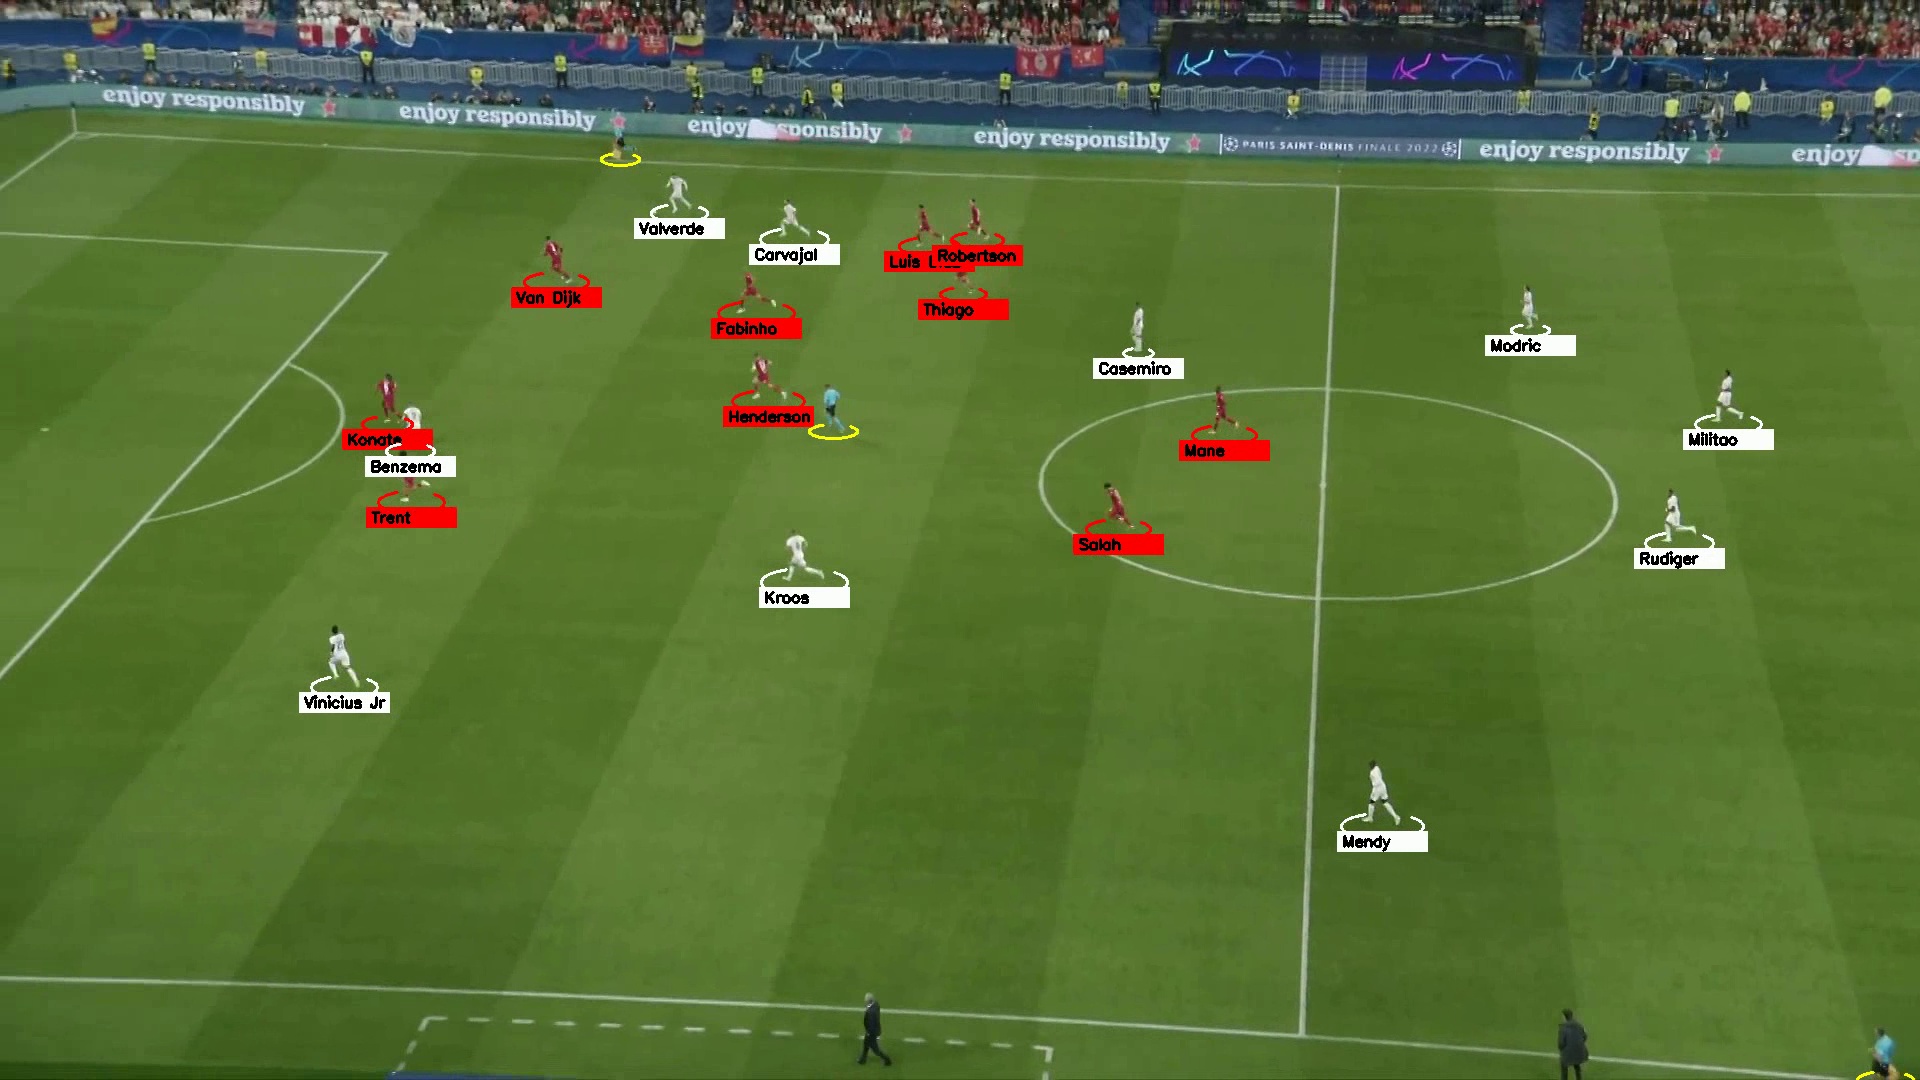 enjoy responsibly
enjoy responsibly
enjoy responsibly
enjoy responsibly
PARIS SAINT-DENIS FINALE 2022
enjoy responsibly
enjoy
Valverde
Carvajal
Luis
Robertson
Van Dijk
Thiago
Fabinho
Modric
Casemiro
Henderson
Konate
Mane
Militao
Benzema
Trent
Salah
Rudiger
Kroos
Vinicius Jr
Mendy